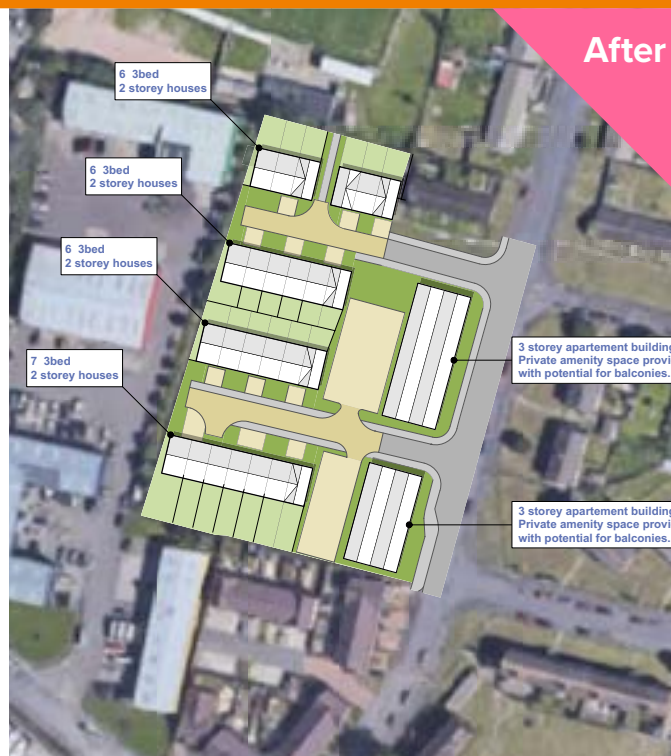 After
6 3bed
2 storey houses
6 3bed
2 storey houses
6 3bed
2 storey houses
7 3bed
2 storey houses
3 storey apartement building
Private amenity space provi
with potential for balconies.
3 storey apartement building
Private amenity space provi
with potential for balconies.